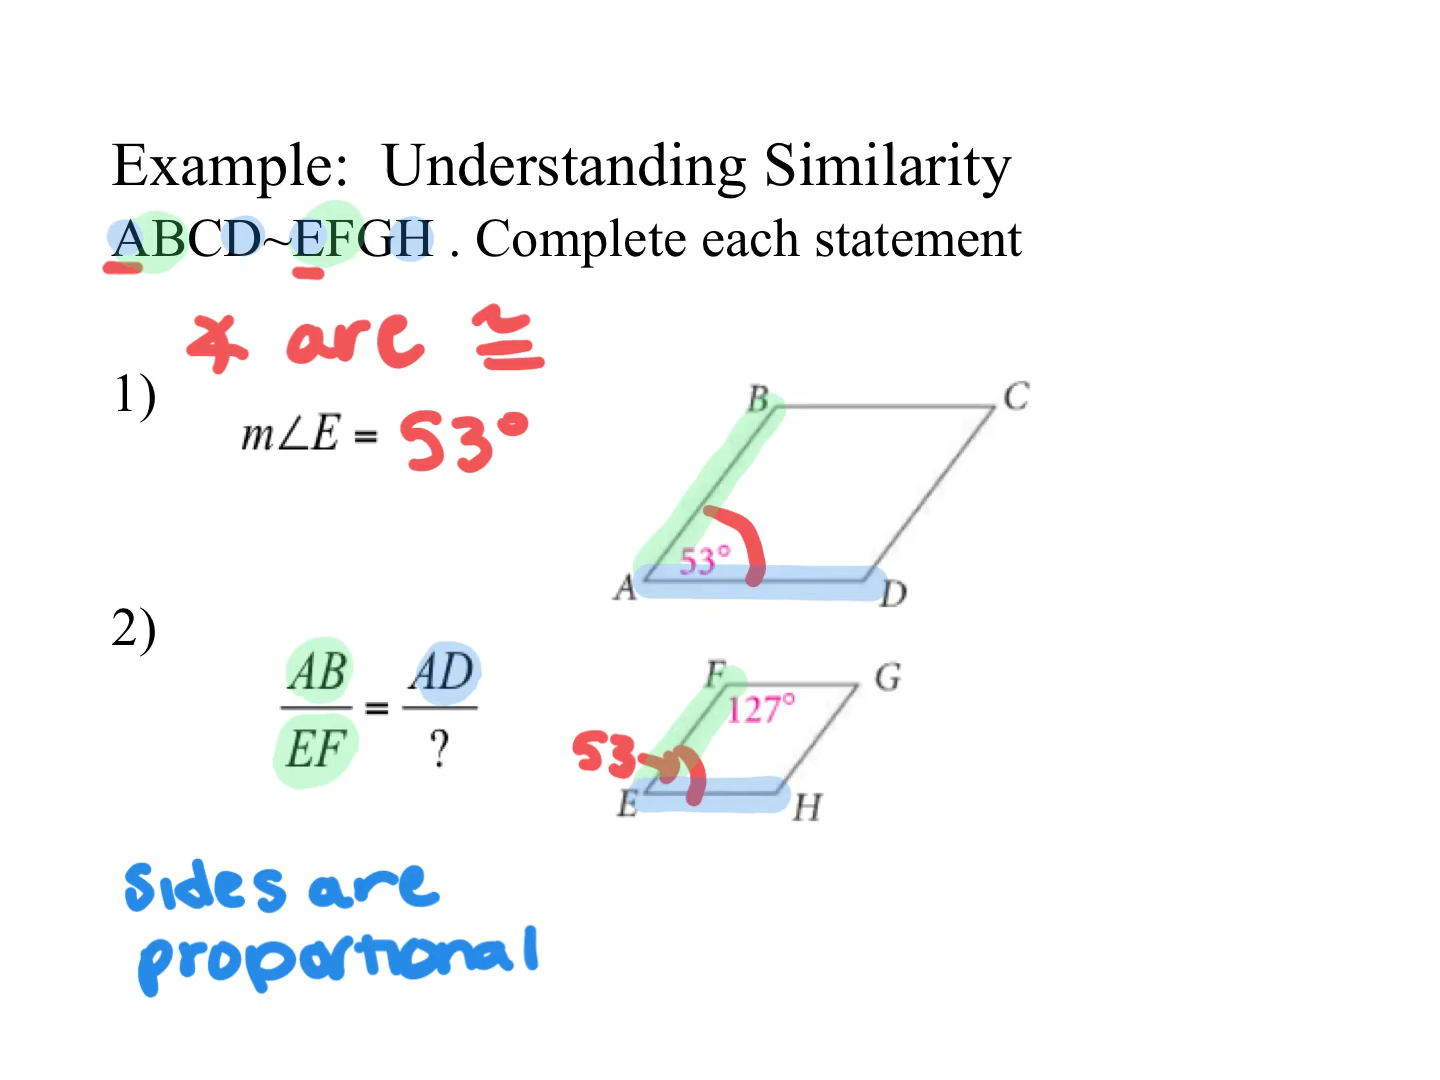 Example: Understanding Similarity
ABCD~EFGH . Complete each statement
∡ are ≅
1)
m∠E = 53°
B C
53°
A D
2)
AB/EF = AD/?
F G
127°
53
E H
sides are
proportional